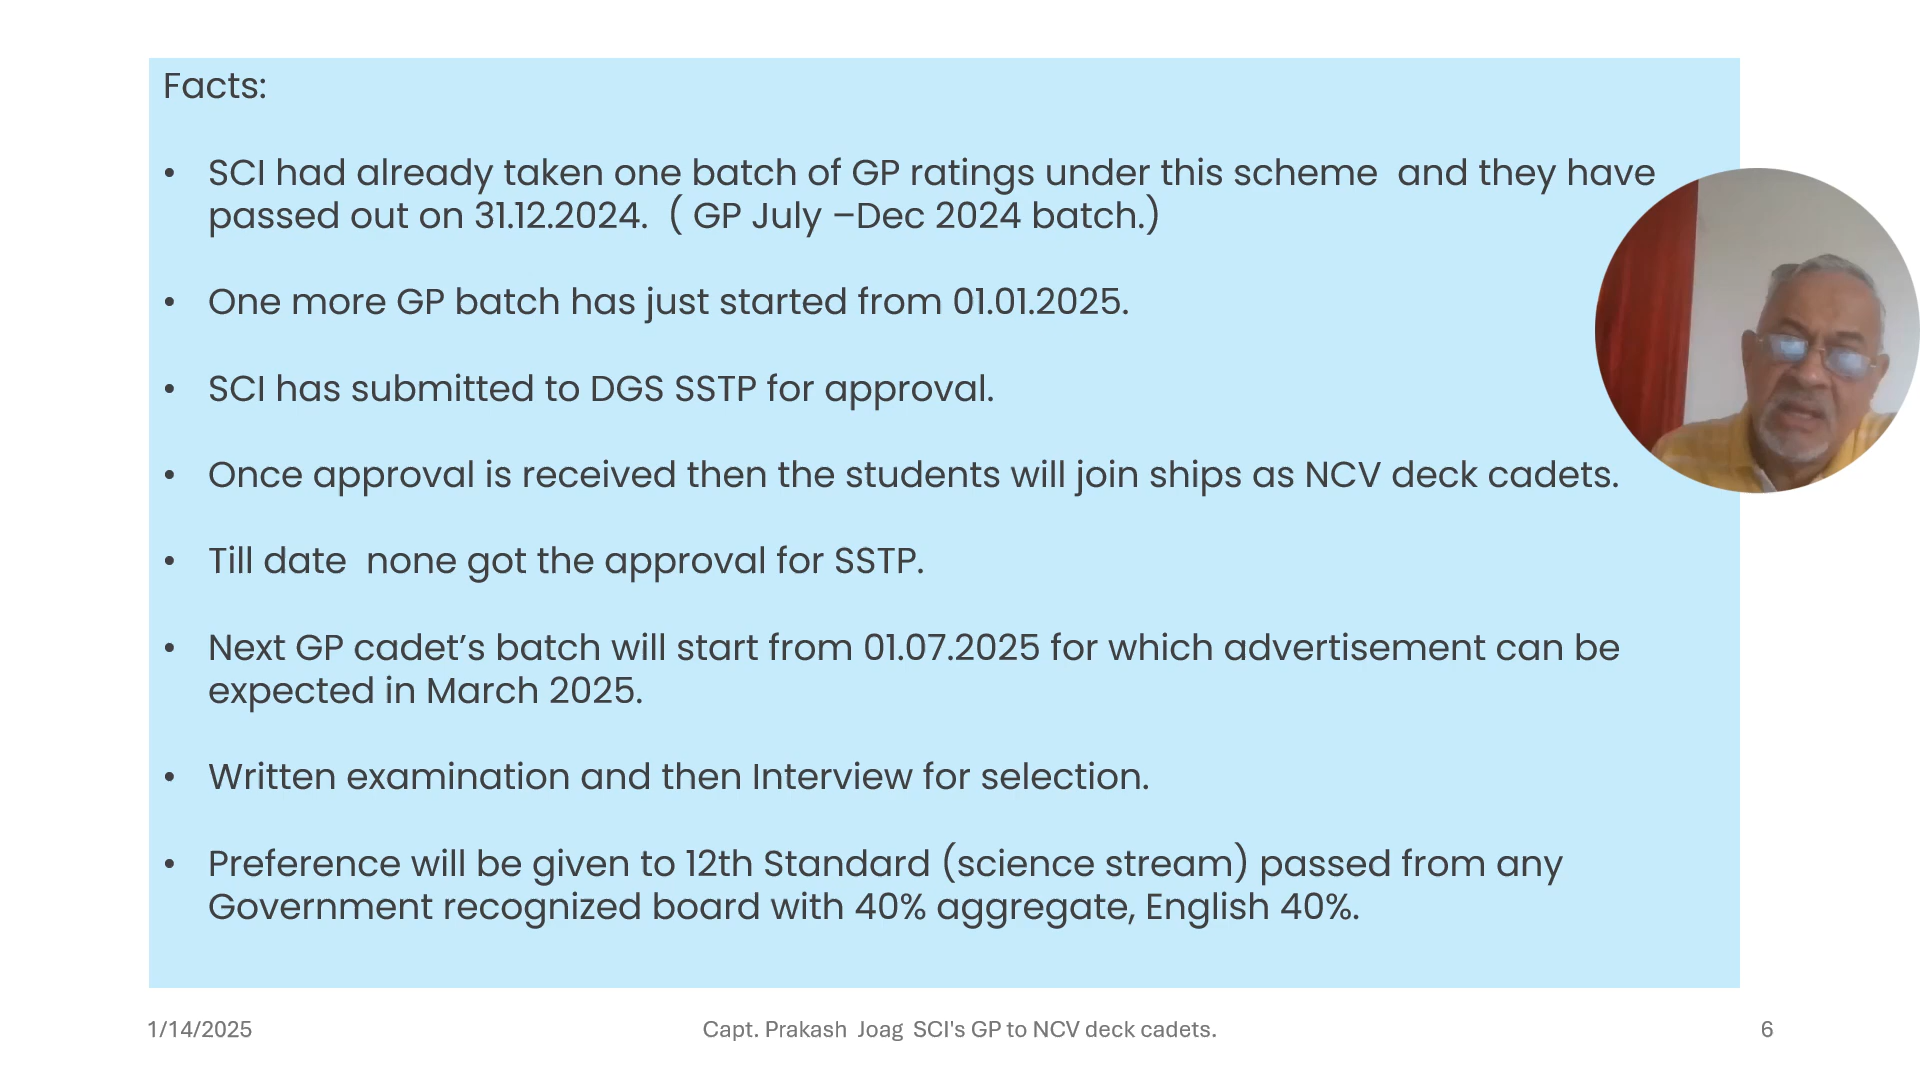 Facts:
• SCI had already taken one batch of GP ratings under this scheme  and they have
passed out on 31.12.2024.  ( GP July –Dec 2024 batch.)
• One more GP batch has just started from 01.01.2025.
• SCI has submitted to DGS SSTP for approval.
• Once approval is received then the students will join ships as NCV deck cadets.
• Till date  none got the approval for SSTP.
• Next GP cadet’s batch will start from 01.07.2025 for which advertisement can be
expected in March 2025.
• Written examination and then Interview for selection.
• Preference will be given to 12th Standard (science stream) passed from any
Government recognized board with 40% aggregate, English 40%.
1/14/2025
Capt. Prakash  Joag  SCI's GP to NCV deck cadets.
6